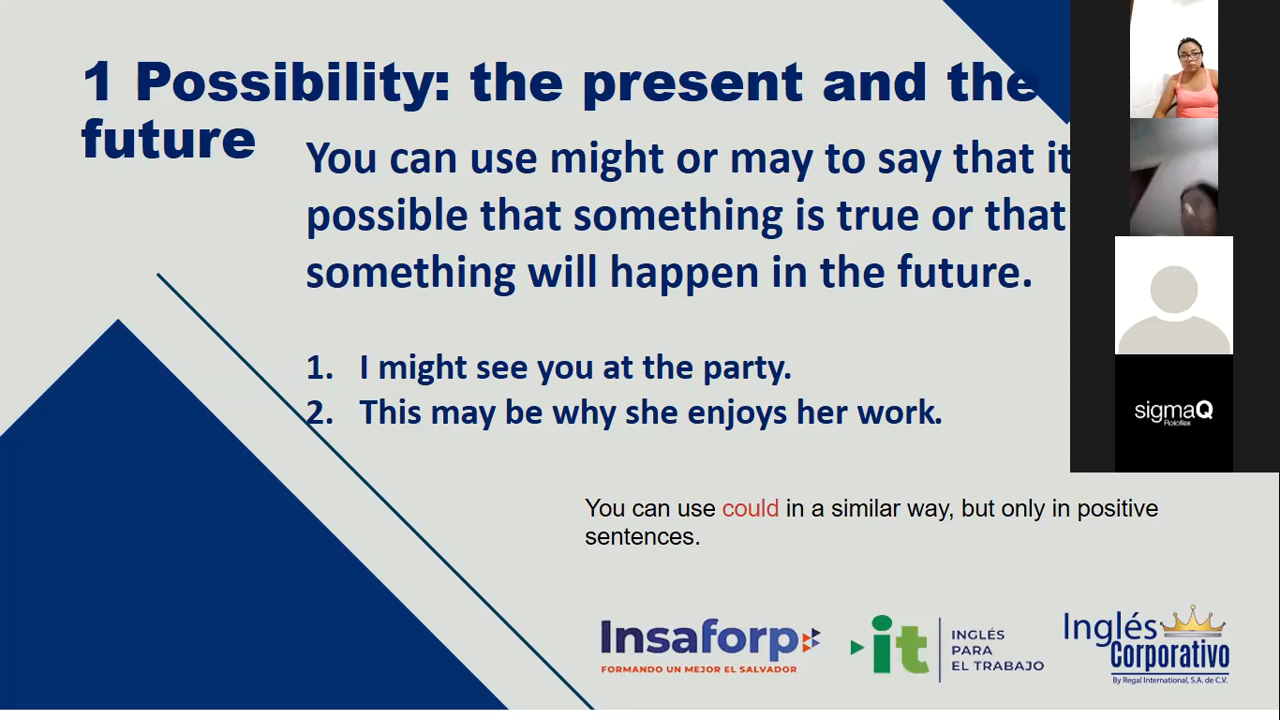 1 Possibility: the present and the
future
You can use might or may to say that it
possible that something is true or that
something will happen in the future.
1. I might see you at the party.
2. This may be why she enjoys her work.
You can use could in a similar way, but only in positive
sentences.
sigmaQ
Rotoflex
Insaforp
FORMANDO UN MEJOR EL SALVADOR
it
INGLÉS
PARA
EL TRABAJO
Inglés
Corporativo
By Regal International, S.A. de C.V.